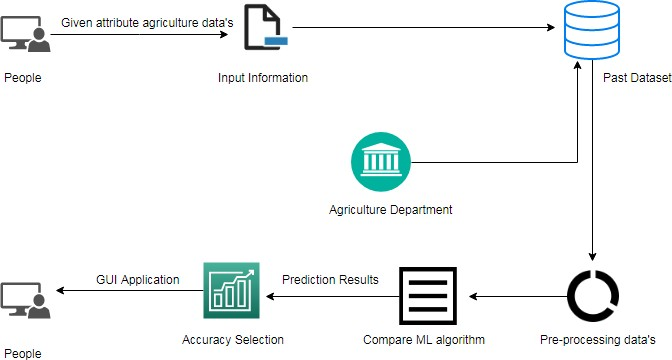 Given attribute agriculture data's
People
Input Information
Past Dataset
Agriculture Department
GUI Application
Prediction Results
People
Accuracy Selection
Compare ML algorithm
Pre-processing data's